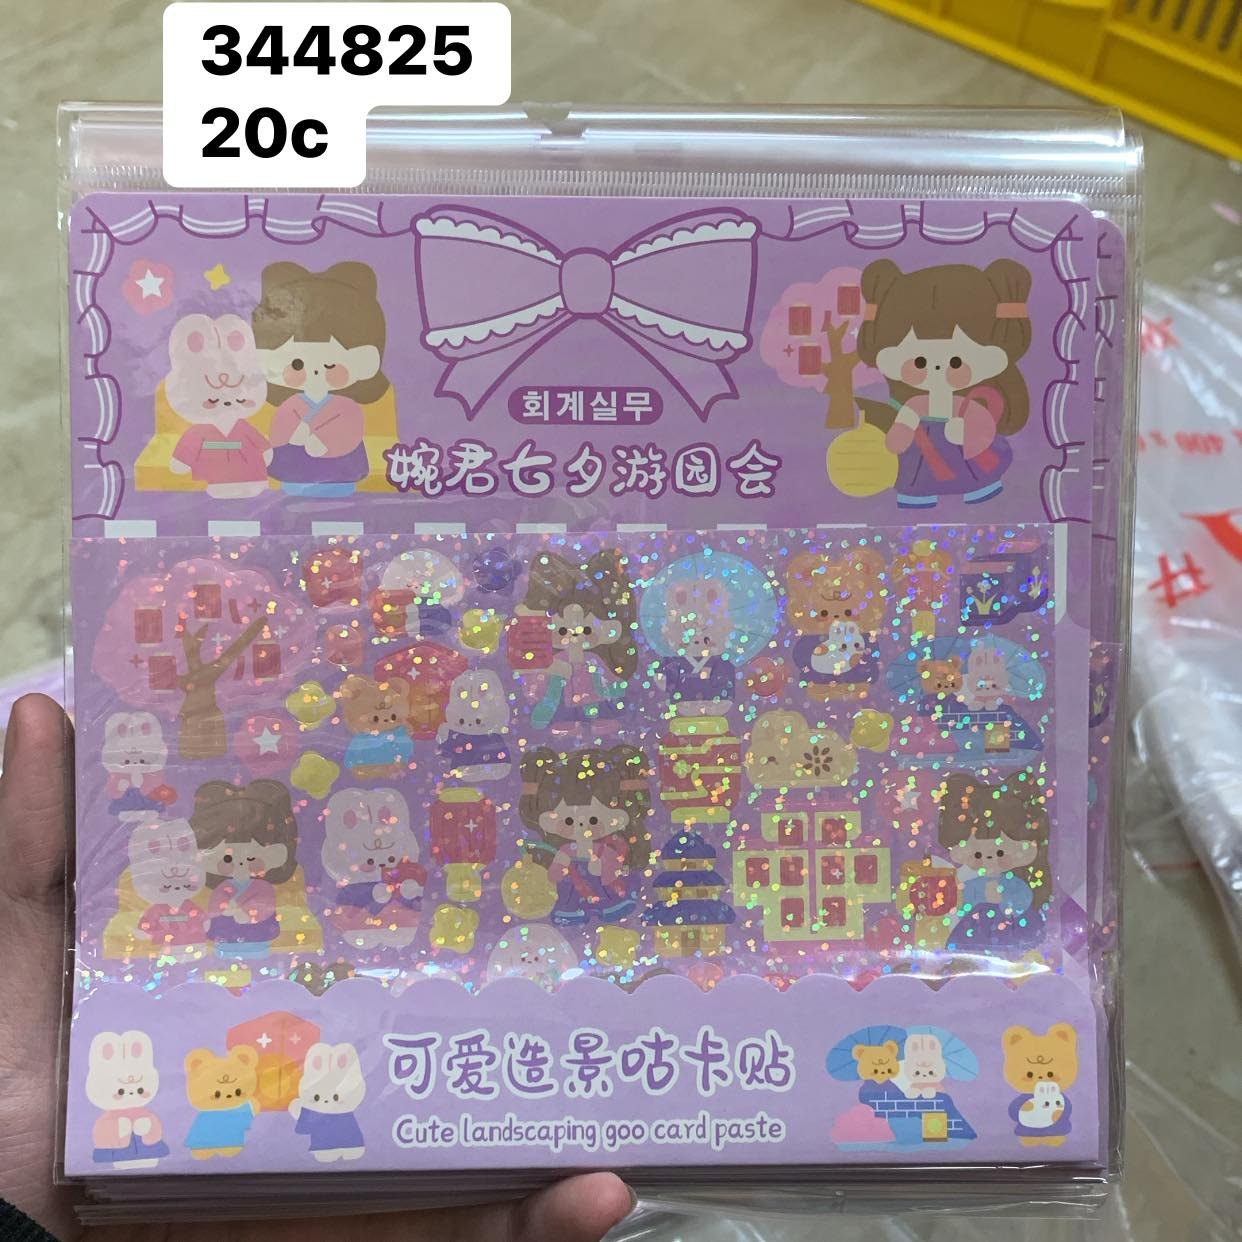 344825
20c
회계실무
婉君七夕游园会
可爱造景咕卡贴
Cute landscaping goo card paste